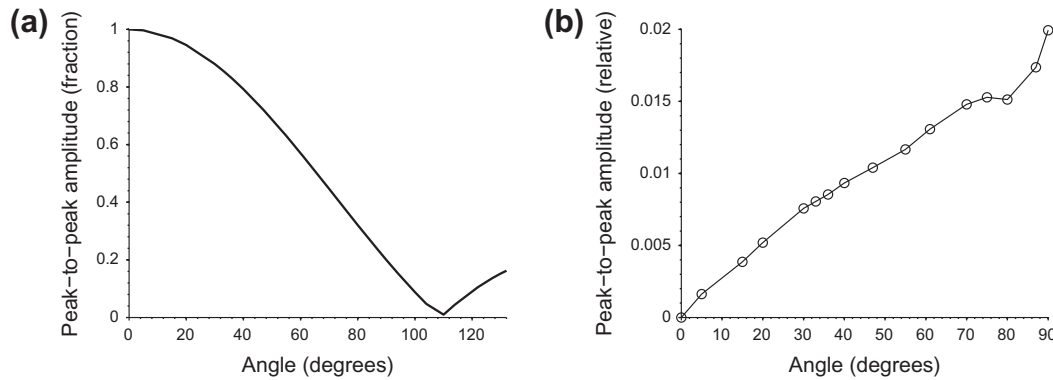 (a)
Peak−to−peak amplitude (fraction)
1
0.8
0.6
0.4
0.2
0
0 20 40 60 80 100 120
Angle (degrees)
(b)
Peak−to−peak amplitude (relative)
0.02
0.015
0.01
0.005
0
0 10 20 30 40 50 60 70 80 90
Angle (degrees)